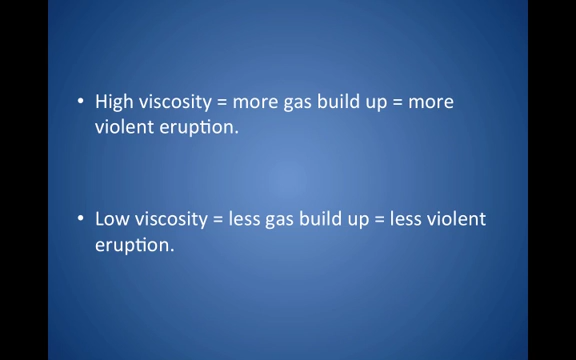 • High viscosity = more gas build up = more
violent eruption.
• Low viscosity = less gas build up = less violent
eruption.